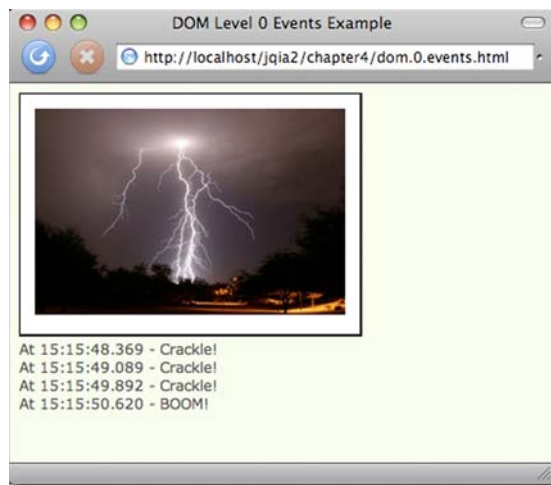 DOM Level 0 Events Example
http://localhost/jqia2/chapter4/dom.0.events.html
At 15:15:48.369 - Crackle!
At 15:15:49.089 - Crackle!
At 15:15:49.892 - Crackle!
At 15:15:50.620 - BOOM!